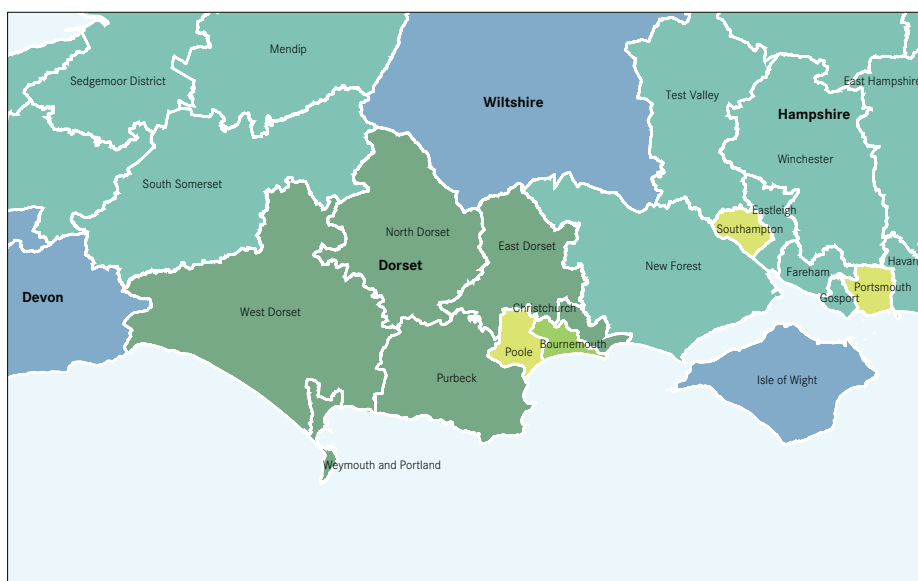 Mendip
Sedgemoor District
East Hampshire
Test Valley
Wiltshire
Hampshire
Winchester
South Somerset
Eastleigh
Southampton
North Dorset
East Dorset
Dorset
New Forest
Havan
Fareham
Portsmouth
Gosport
Devon
West Dorset
Christchurch
Bournemouth
Poole
Purbeck
Isle of Wight
Weymouth and Portland